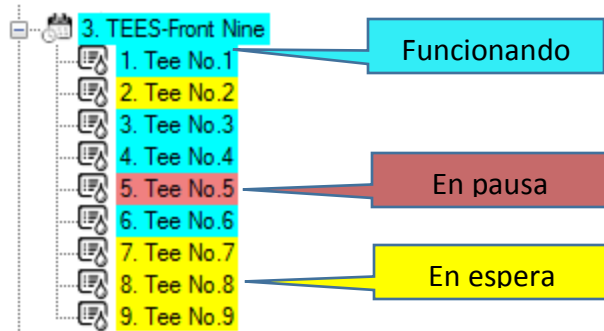 3. TEES-Front Nine
1. Tee No.1
Funcionando
2. Tee No.2
3. Tee No.3
4. Tee No.4
5. Tee No.5
En pausa
6. Tee No.6
7. Tee No.7
8. Tee No.8
En espera
9. Tee No.9